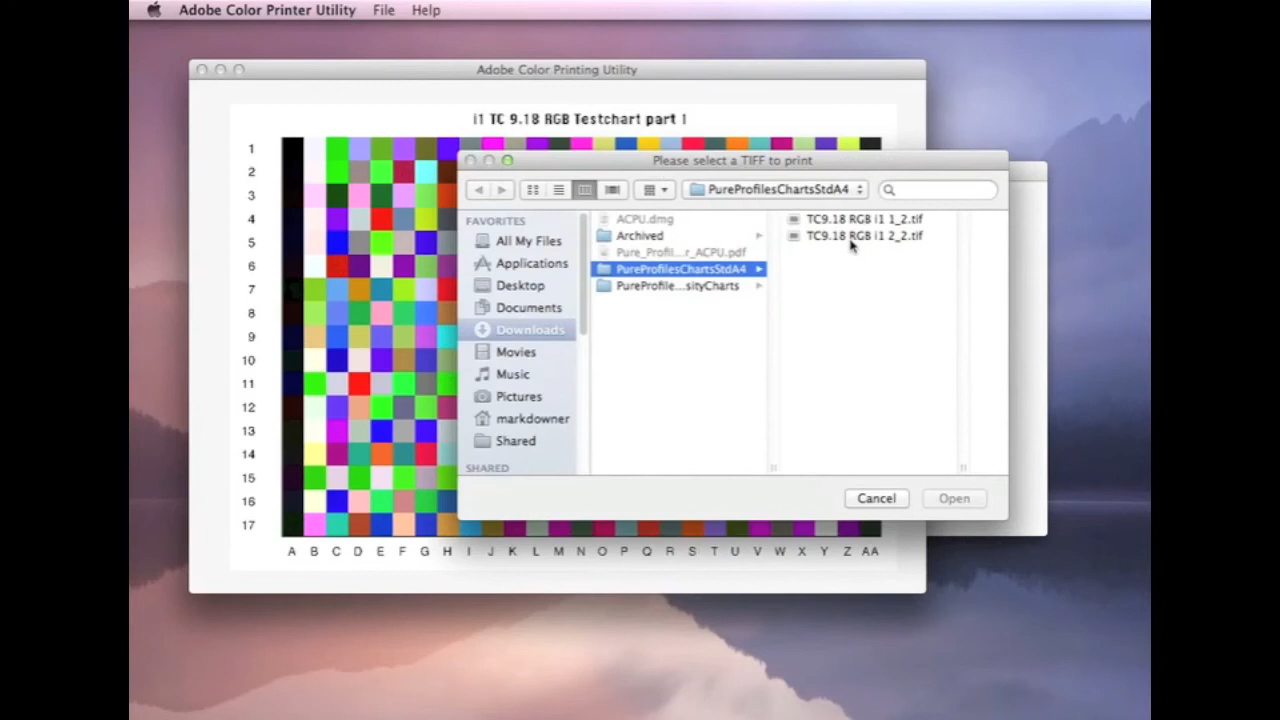 Adobe Color Printer Utility File Help
Adobe Color Printing Utility
i1 TC 9.18 RGB Testchart part I
1
2
3
4
5
6
7
8
9
10
11
12
13
14
15
16
17
A B C D E F G H I J K L M N O P Q R S T U V W X Y Z AA
Please select a TIFF to print
PureProfilesChartsStdA4
FAVORITES
All My Files
Applications
Desktop
Documents
Downloads
Movies
Music
Pictures
markdowner
Shared
SHARED
ACPU.dmg
Archived
Pure_Profil...r_ACPU.pdf
PureProfilesChartsStdA4
PureProfile...sityCharts
TC9.18 RGB i1 1_2.tif
TC9.18 RGB i1 2_2.tif
Cancel Open